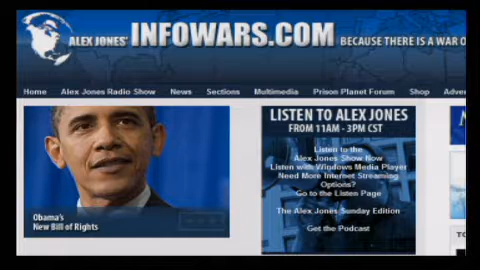 ALEX JONES' INFOWARS.COM BECAUSE THERE IS A WAR O
Home Alex Jones Radio Show News Sections Multimedia Prison Planet Forum Shop Adver
Obama's
New Bill of Rights
LISTEN TO ALEX JONES
FROM 11AM - 3PM CST
Listen to the
Alex Jones Show Now
Listen with Windows Media Player
Need More Internet Streaming
Options?
Go to the Listen Page
The Alex Jones Sunday Edition
Get the Podcast
TO